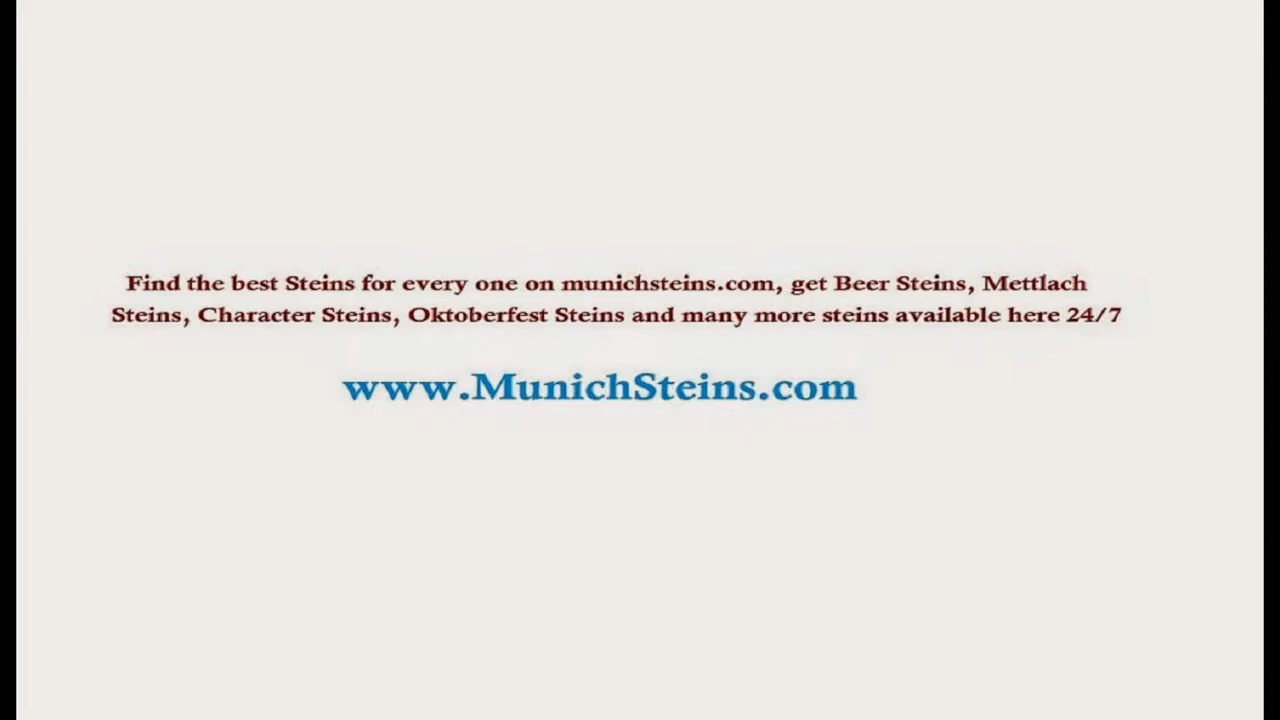 Find the best Steins for every one on munichsteins.com, get Beer Steins, Mettlach
Steins, Character Steins, Oktoberfest Steins and many more steins available here 24/7
www.MunichSteins.com